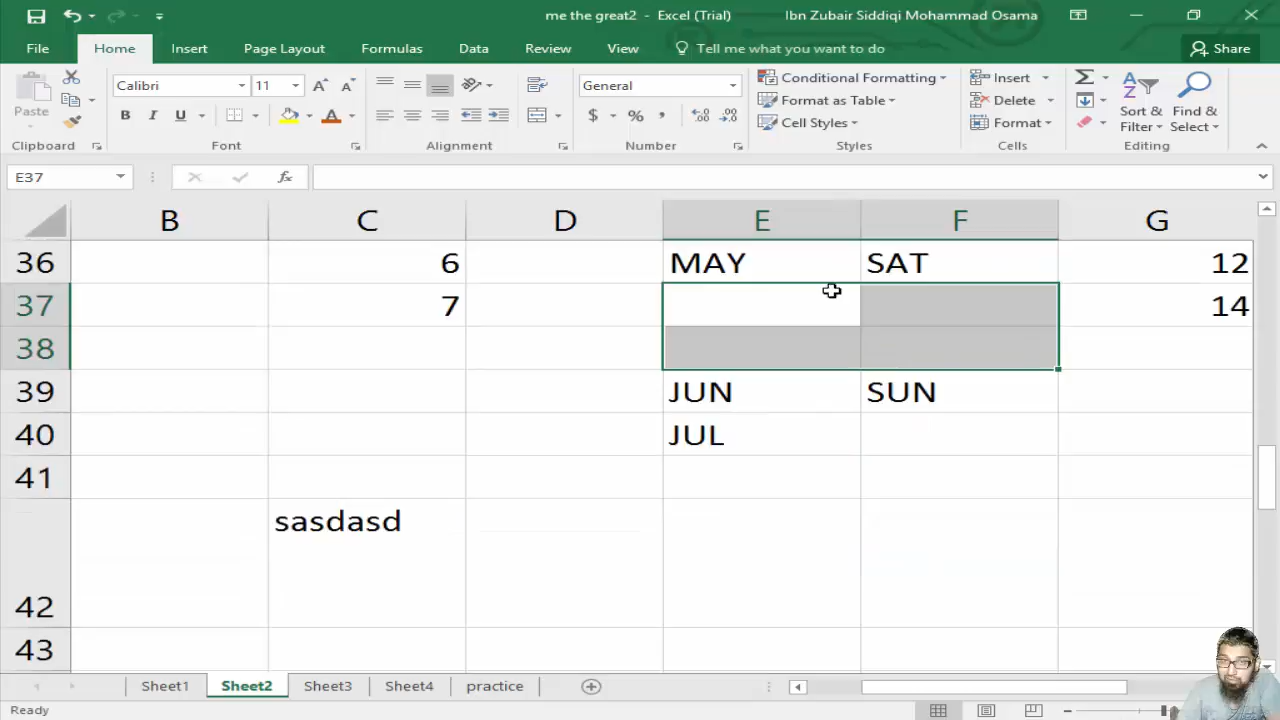 me the great2 - Excel (Trial)
Ibn Zubair Siddiqi Mohammad Osama
File Home Insert Page Layout Formulas Data Review View Tell me what you want to do Share
Paste
Calibri 11
General
$ % ,
Conditional Formatting
Format as Table
Cell Styles
Insert
Delete
Format
Sort & Filter
Find & Select
Clipboard Font Alignment Number Styles Cells Editing
E37
fx
B C D E F G
36 6 MAY SAT 12
37 7 14
38
39 JUN SUN
40 JUL
41
sasdasd
42
43
Sheet1 Sheet2 Sheet3 Sheet4 practice
Ready